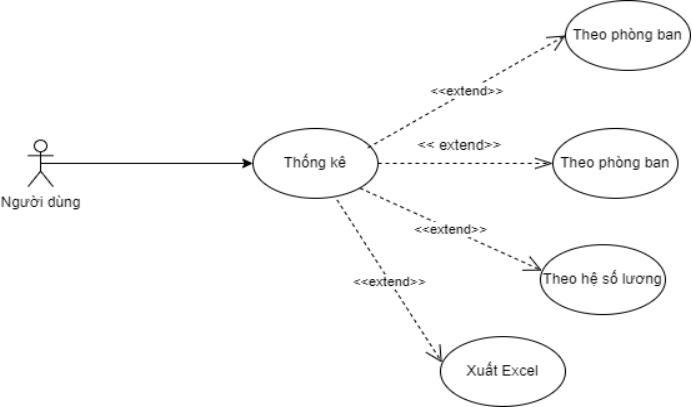 Theo phòng ban
<<extend>>
<< extend>>
Thống kê
Theo phòng ban
Người dùng
<<extend>>
Theo hệ số lương
<<extend>>
Xuất Excel